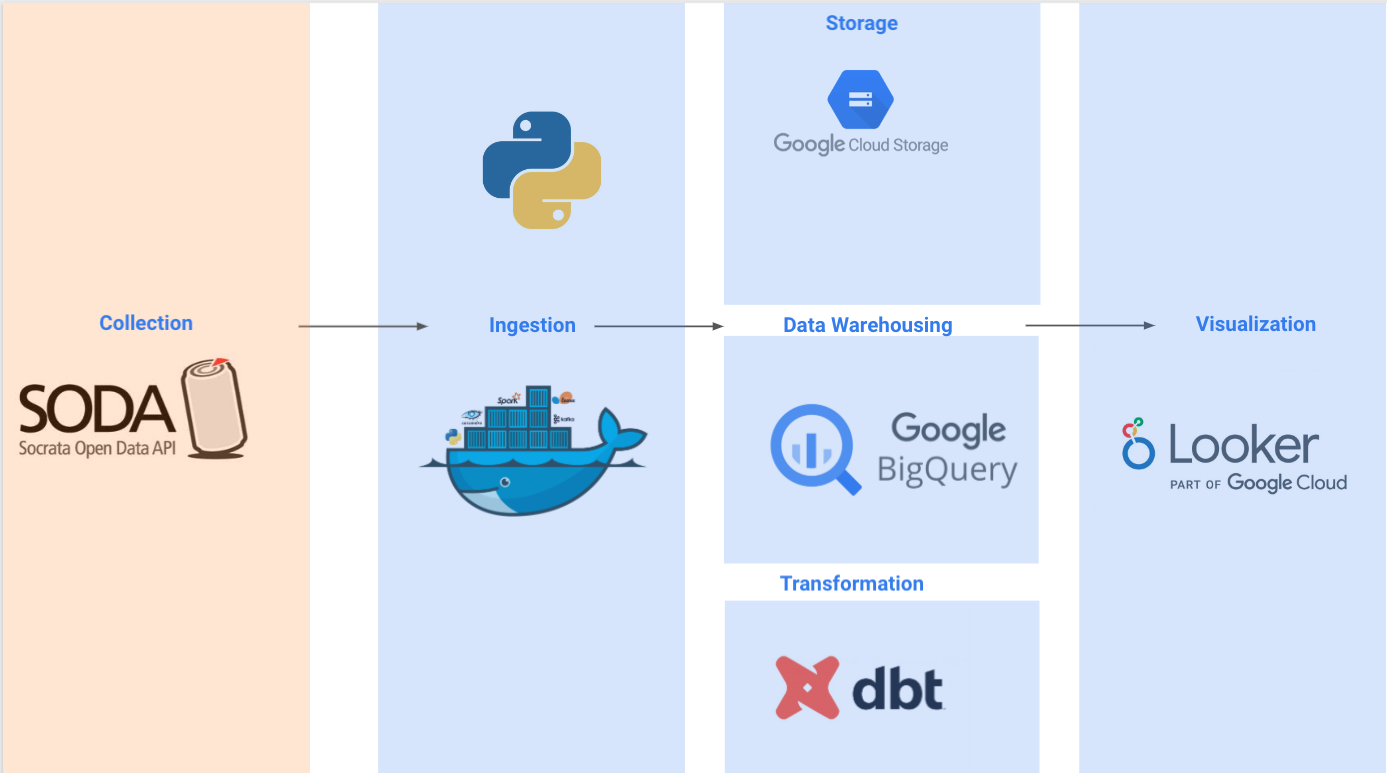 Storage
Google Cloud Storage
Collection
Ingestion
Data Warehousing
Visualization
SODA
Socrata Open Data API
Spark
kafka
Google
BigQuery
Looker
PART OF Google Cloud
Transformation
dbt